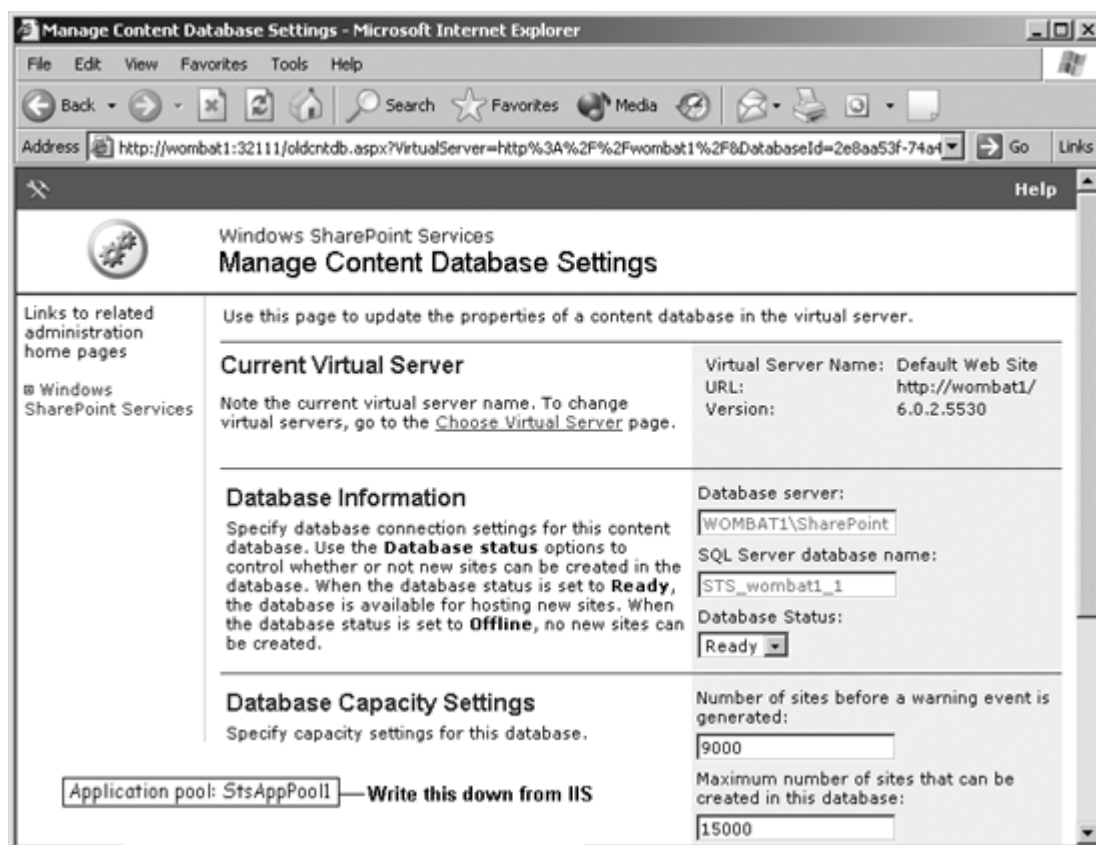 Manage Content Database Settings - Microsoft Internet Explorer
File Edit View Favorites Tools Help
Back Search Favorites Media
Address http://wombat1:32111/oldcntdb.aspx?VirtualServer=http%3A%2F%2Fwombat1%2F&DatabaseId=2e8aa53f-74a4 Go Links
Help
Windows SharePoint Services
Manage Content Database Settings
Links to related
administration
home pages
Windows
SharePoint Services
Use this page to update the properties of a content database in the virtual server.
Current Virtual Server
Note the current virtual server name. To change
virtual servers, go to the Choose Virtual Server page.
Virtual Server Name: Default Web Site
URL: http://wombat1/
Version: 6.0.2.5530
Database Information
Specify database connection settings for this content
database. Use the Database status options to
control whether or not new sites can be created in the
database. When the database status is set to Ready,
the database is available for hosting new sites. When
the database status is set to Offline, no new sites can
be created.
Database server:
WOMBAT1\SharePoint
SQL Server database name:
STS_wombat1_1
Database Status:
Ready
Database Capacity Settings
Specify capacity settings for this database.
Number of sites before a warning event is
generated:
9000
Maximum number of sites that can be
created in this database:
15000
Application pool: StsAppPool1 Write this down from IIS